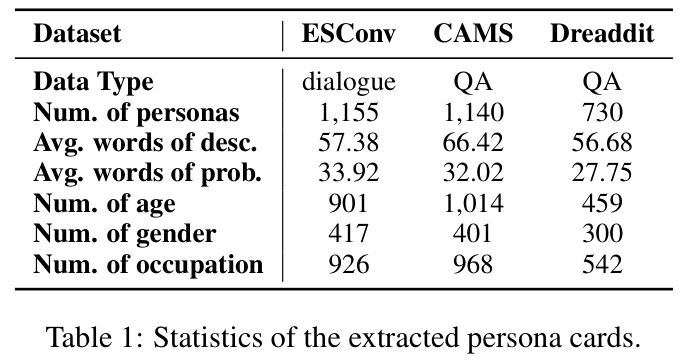 Dataset ESConv CAMS Dreaddit
Data Type dialogue QA QA
Num. of personas 1,155 1,140 730
Avg. words of desc. 57.38 66.42 56.68
Avg. words of prob. 33.92 32.02 27.75
Num. of age 901 1,014 459
Num. of gender 417 401 300
Num. of occupation 926 968 542
Table 1: Statistics of the extracted persona cards.